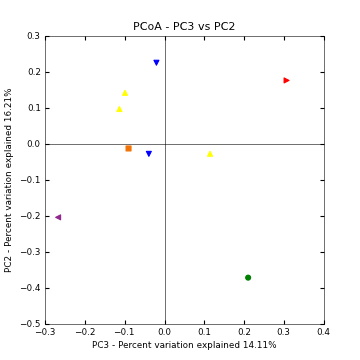 PCoA - PC3 vs PC2
0.3
0.2
0.1
0.0
−0.1
−0.2
−0.3
−0.4
−0.5
−0.3 −0.2 −0.1 0.0 0.1 0.2 0.3 0.4
PC2 - Percent variation explained 16.21%
PC3 - Percent variation explained 14.11%